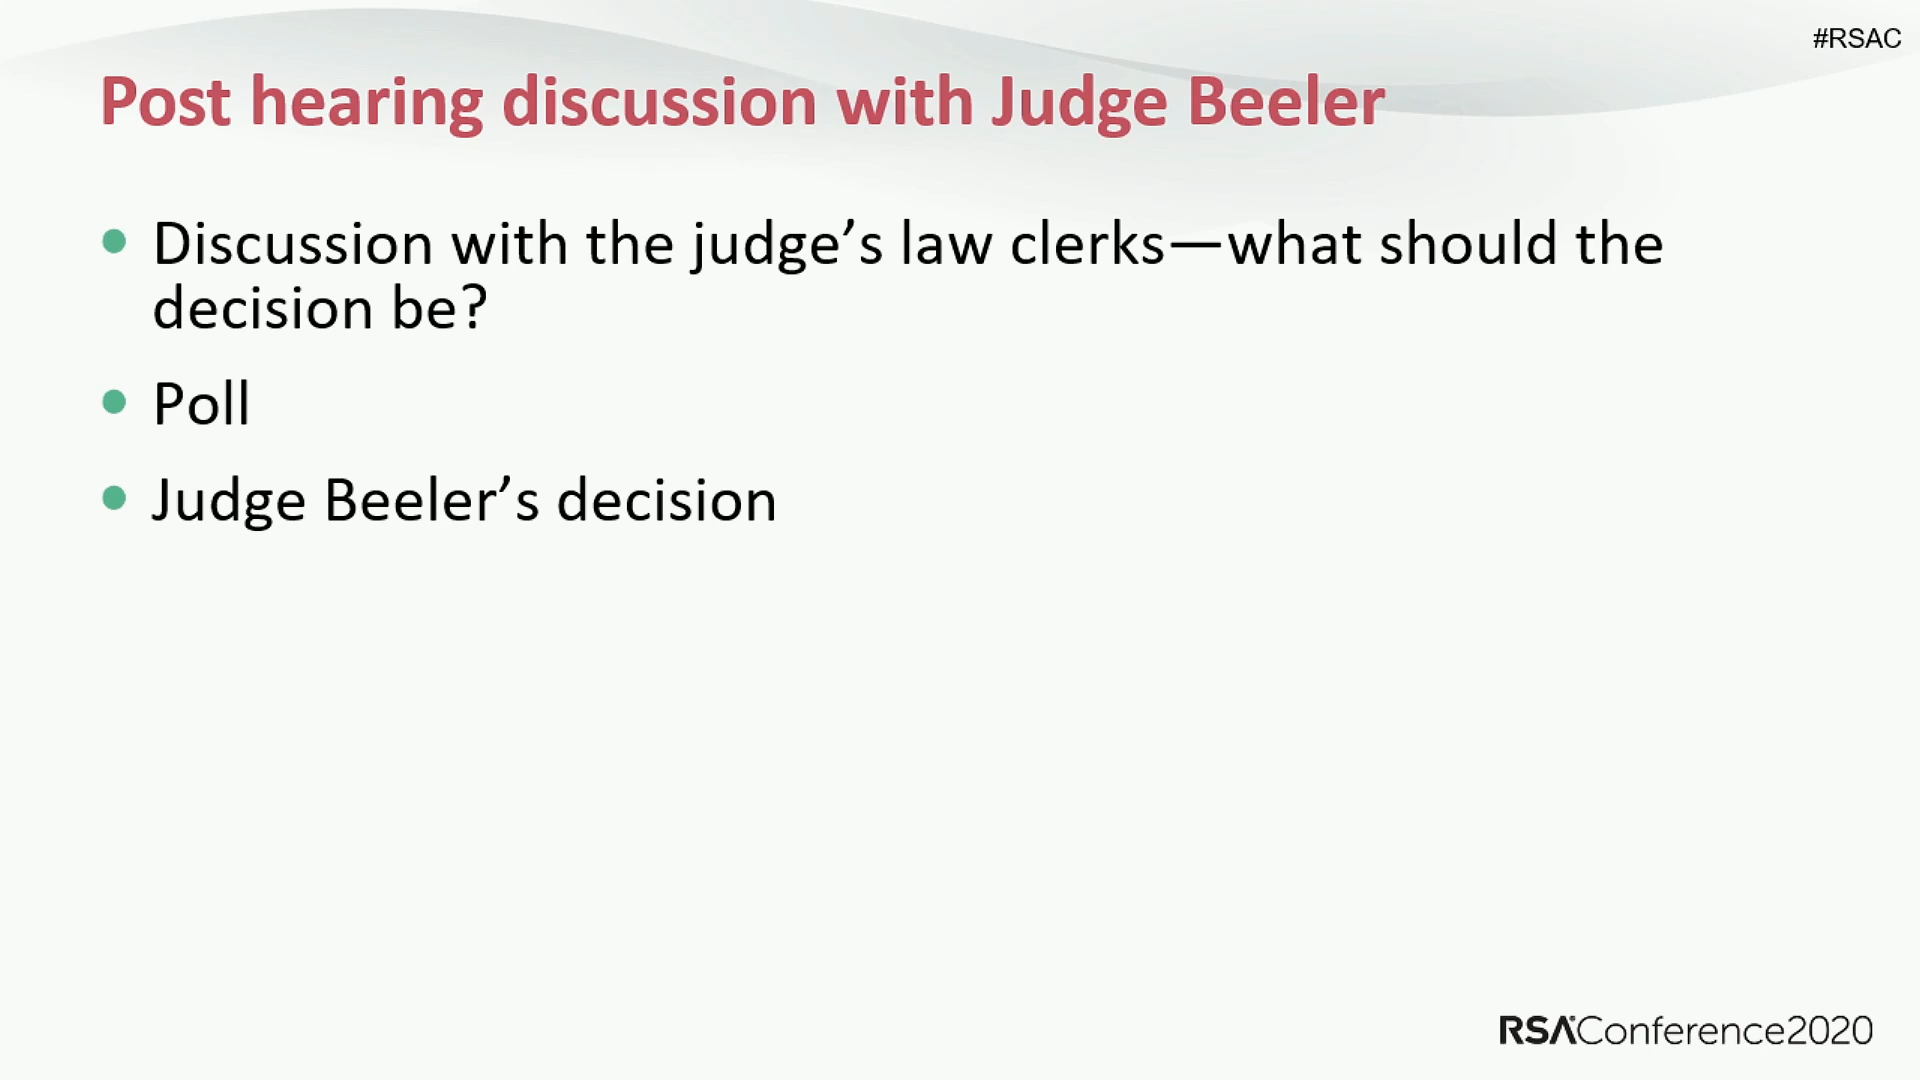 #RSAC
Post hearing discussion with Judge Beeler
• Discussion with the judge’s law clerks—what should the
decision be?
• Poll
• Judge Beeler’s decision
RSAConference2020